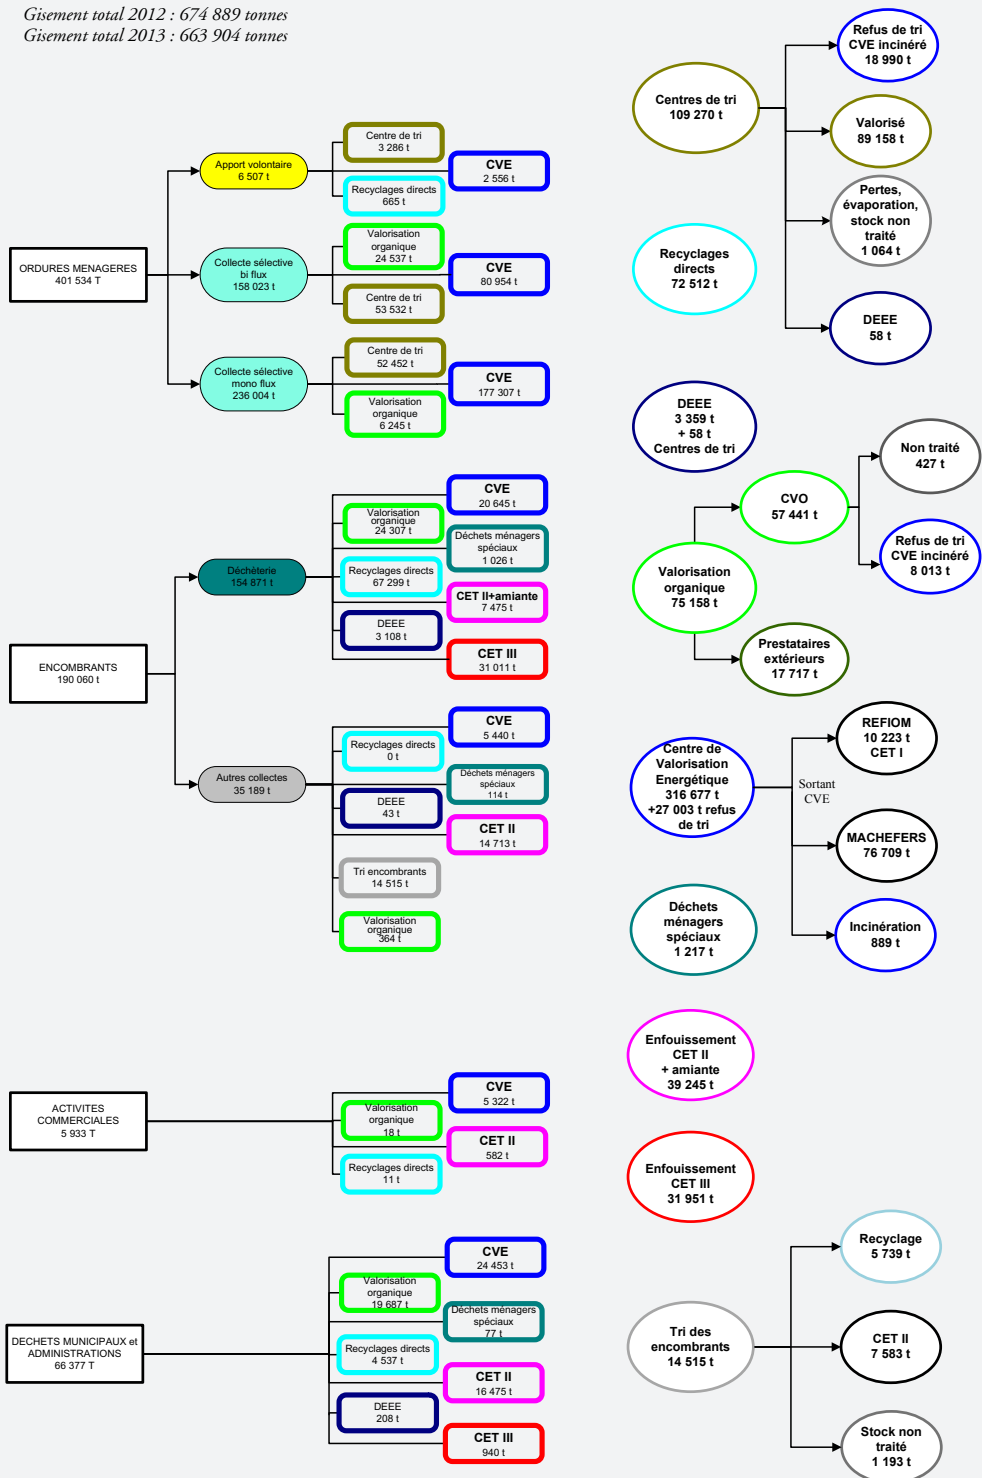 Gisement total 2012 : 674 889 tonnes
Gisement total 2013 : 663 904 tonnes
ORDURES MENAGERES
401 534 T
Apport volontaire
6 507 t
Centre de tri
3 286 t
CVE
2 556 t
Recyclages directs
665 t
Collecte sélective
bi flux
158 023 t
Valorisation
organique
24 537 t
CVE
80 954 t
Centre de tri
53 532 t
Collecte sélective
mono flux
236 004 t
Centre de tri
52 452 t
CVE
177 307 t
Valorisation
organique
6 245 t
ENCOMBRANTS
190 060 t
Déchèterie
154 871 t
CVE
20 645 t
Valorisation
organique
24 307 t
Déchets ménagers
spéciaux
1 026 t
Recyclages directs
67 299 t
CET II+amiante
7 475 t
DEEE
3 108 t
CET III
31 011 t
Autres collectes
35 189 t
CVE
5 440 t
Recyclages directs
0 t
Déchets ménagers
spéciaux
114 t
DEEE
43 t
CET II
14 713 t
Tri encombrants
14 515 t
Valorisation
organique
364 t
ACTIVITES
COMMERCIALES
5 933 T
CVE
5 322 t
Valorisation
organique
18 t
CET II
582 t
Recyclages directs
11 t
DECHETS MUNICIPAUX et
ADMINISTRATIONS
66 377 T
CVE
24 453 t
Valorisation
organique
19 687 t
Déchets ménagers
spéciaux
77 t
Recyclages directs
4 537 t
CET II
16 475 t
DEEE
208 t
CET III
940 t
Centres de tri
109 270 t
Refus de tri
CVE incinéré
18 990 t
Valorisé
89 158 t
Pertes,
évaporation,
stock non
traité
1 064 t
DEEE
58 t
Recyclages
directs
72 512 t
DEEE
3 359 t
+ 58 t
Centres de tri
Valorisation
organique
75 158 t
CVO
57 441 t
Non traité
427 t
Refus de tri
CVE incinéré
8 013 t
Prestataires
extérieurs
17 717 t
Centre de
Valorisation
Energétique
316 677 t
+27 003 t refus
de tri
Sortant
CVE
REFIOM
10 223 t
CET I
MACHEFERS
76 709 t
Incinération
889 t
Déchets
ménagers
spéciaux
1 217 t
Enfouissement
CET II
+ amiante
39 245 t
Enfouissement
CET III
31 951 t
Tri des
encombrants
14 515 t
Recyclage
5 739 t
CET II
7 583 t
Stock non
traité
1 193 t